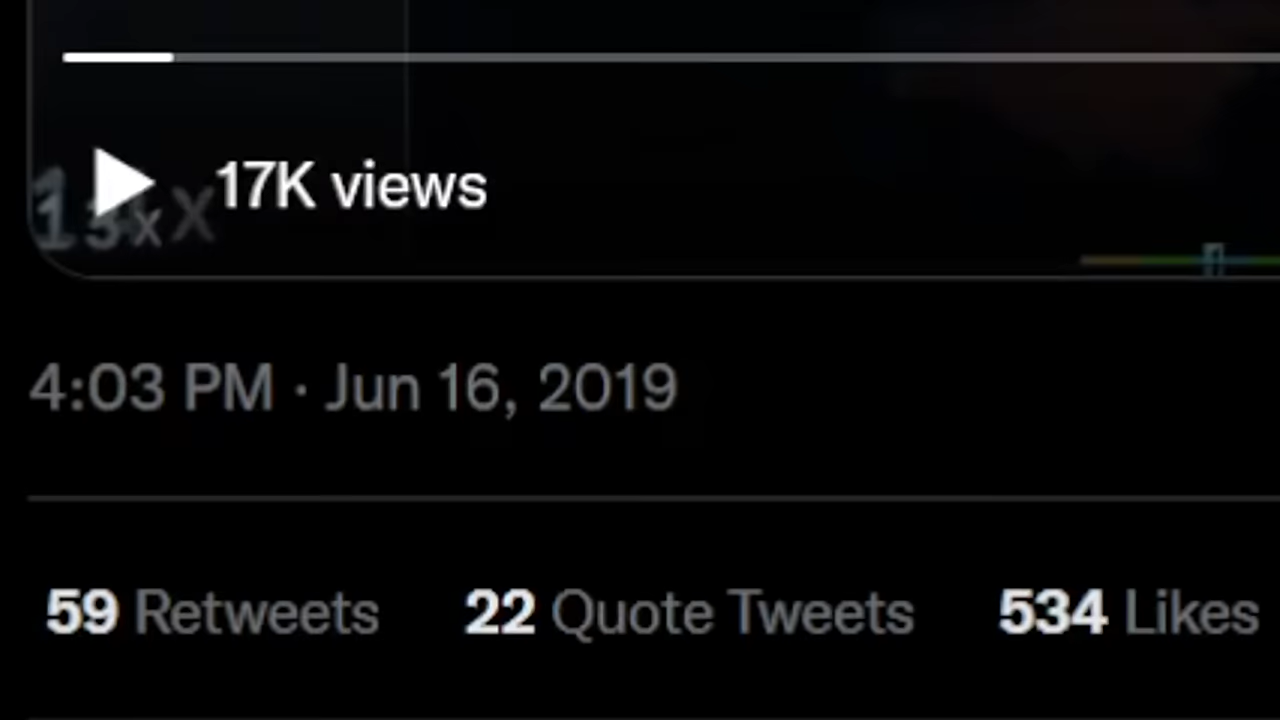 17K views
4:03 PM · Jun 16, 2019
59 Retweets 22 Quote Tweets 534 Likes